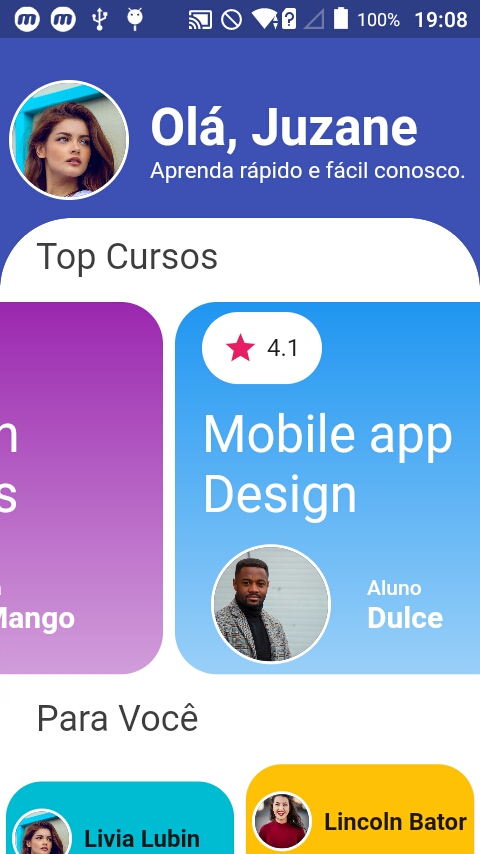 100% 19:08
Olá, Juzane
Aprenda rápido e fácil conosco.
Top Cursos
4.1
Mobile app
Design
Aluno
Dulce
Mango
Para Você
Livia Lubin
Lincoln Bator